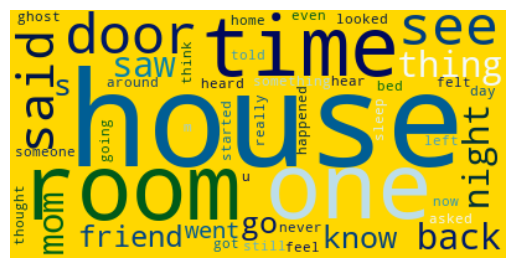 ghost
home
even
looked
door
time
see
said
saw
think
told
thing
s
around
heard
something
hear
bed
felt
day
house
someone
going
started
really
happened
sleep
left
night
room
u
one
thought
mom
now
asked
friend
went
go
never
know
back
got
still
feel